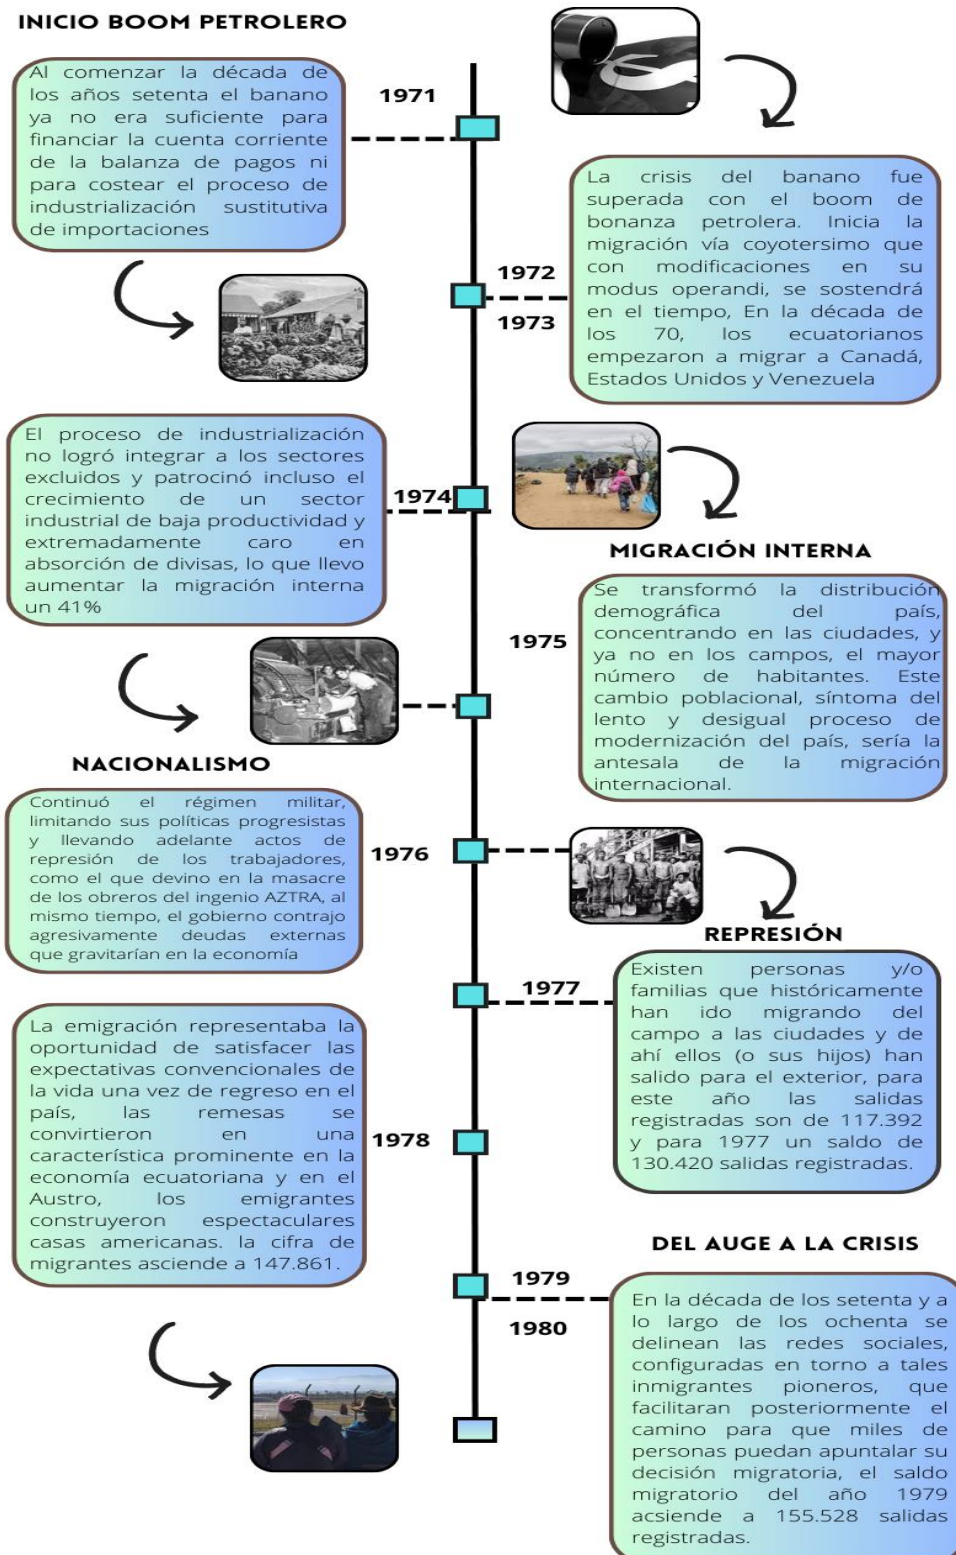 INICIO BOOM PETROLERO
Al comenzar la década de
los años setenta el banano
ya no era suficiente para
financiar la cuenta corriente
de la balanza de pagos ni
para costear el proceso de
industrialización sustitutiva
de importaciones
1971
La crisis del banano fue
superada con el boom de
bonanza petrolera. Inicia la
migración vía coyotersimo que
con modificaciones en su
modus operandi, se sostendrá
en el tiempo, En la década de
los 70, los ecuatorianos
empezaron a migrar a Canadá,
Estados Unidos y Venezuela
1972
1973
El proceso de industrialización
no logró integrar a los sectores
excluidos y patrocinó incluso el
crecimiento de un sector
industrial de baja productividad y
extremadamente caro en
absorción de divisas, lo que llevo
aumentar la migración interna
un 41%
1974
MIGRACIÓN INTERNA
Se transformó la distribución
demográfica del país,
concentrando en las ciudades, y
ya no en los campos, el mayor
número de habitantes. Este
cambio poblacional, síntoma del
lento y desigual proceso de
modernización del país, sería la
antesala de la migración
internacional.
1975
NACIONALISMO
Continuó el régimen militar,
limitando sus políticas progresistas
y llevando adelante actos de
represión de los trabajadores,
como el que devino en la masacre
de los obreros del ingenio AZTRA, al
mismo tiempo, el gobierno contrajo
agresivamente deudas externas
que gravitarían en la economía
1976
REPRESIÓN
Existen personas y/o
familias que históricamente
han ido migrando del
campo a las ciudades y de
ahí ellos (o sus hijos) han
salido para el exterior, para
este año las salidas
registradas son de 117.392
y para 1977 un saldo de
130.420 salidas registradas.
1977
La emigración representaba la
oportunidad de satisfacer las
expectativas convencionales de
la vida una vez de regreso en el
país, las remesas se
convirtieron en una
característica prominente en la
economía ecuatoriana y en el
Austro, los emigrantes
construyeron espectaculares
casas americanas. la cifra de
migrantes asciende a 147.861.
1978
DEL AUGE A LA CRISIS
1979
1980
En la década de los setenta y a
lo largo de los ochenta se
delinean las redes sociales,
configuradas en torno a tales
inmigrantes pioneros, que
facilitaran posteriormente el
camino para que miles de
personas puedan apuntalar su
decisión migratoria, el saldo
migratorio del año 1979
acsiende a 155.528 salidas
registradas.